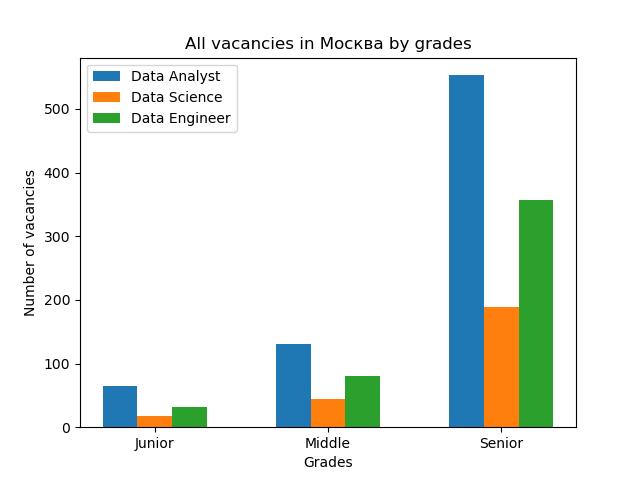 All vacancies in Москва by grades
Data Analyst
Data Science
Data Engineer
Number of vacancies
500
400
300
200
100
0
Junior
Middle
Senior
Grades